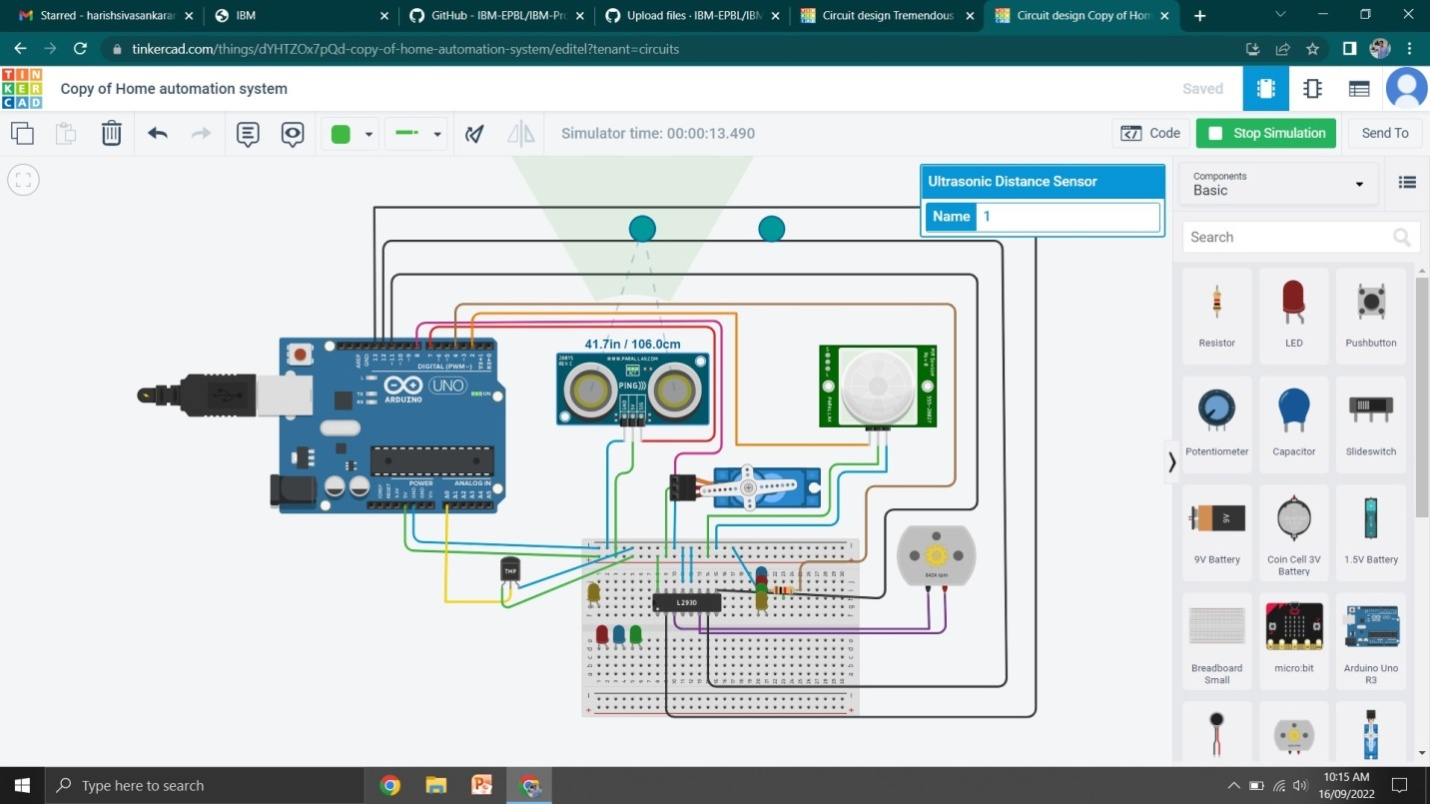 Starred - harishsivasankaran
IBM
GitHub - IBM-EPBL/IBM-Pro
Upload files · IBM-EPBL/IBM
Circuit design Tremendous
Circuit design Copy of Hom
tinkercad.com/things/dYHTZOx7pQd-copy-of-home-automation-system/editel?tenant=circuits
TIN
KER
CAD
Copy of Home automation system
Saved
Simulator time: 00:00:13.490
Code
Stop Simulation
Send To
Ultrasonic Distance Sensor
Name 1
Components
Basic
Search
Resistor
LED
Pushbutton
Potentiometer
Capacitor
Slideswitch
9V Battery
Coin Cell 3V
Battery
1.5V Battery
Breadboard
Small
micro:bit
Arduino Uno
R3
41.7in / 106.0cm
WWW.PARALLAX.COM
PING)))
DIGITAL (PWM~)
UNO
ARDUINO
POWER
ANALOG IN
TMP
L293D
Type here to search
10:15 AM
16/09/2022